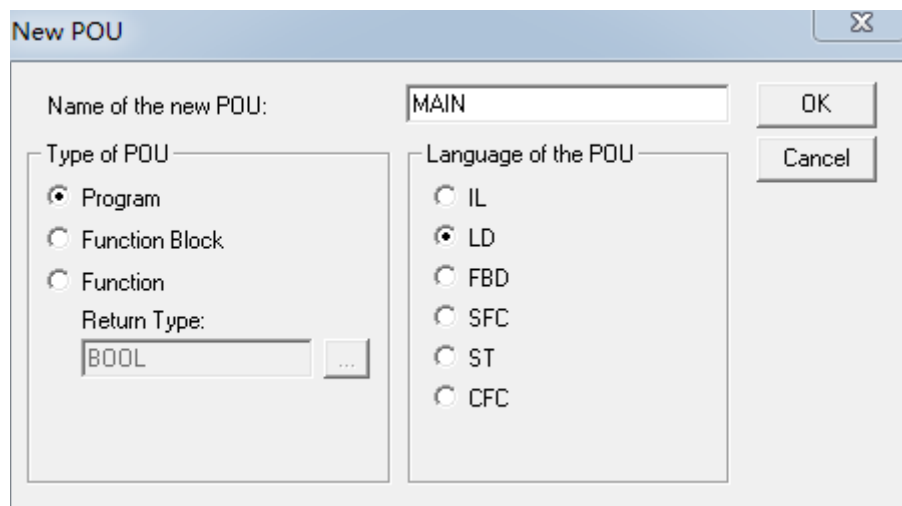 New POU
Name of the new POU:
MAIN
OK
Cancel
Type of POU
Program
Function Block
Function
Return Type:
BOOL
...
Language of the POU
IL
LD
FBD
SFC
ST
CFC